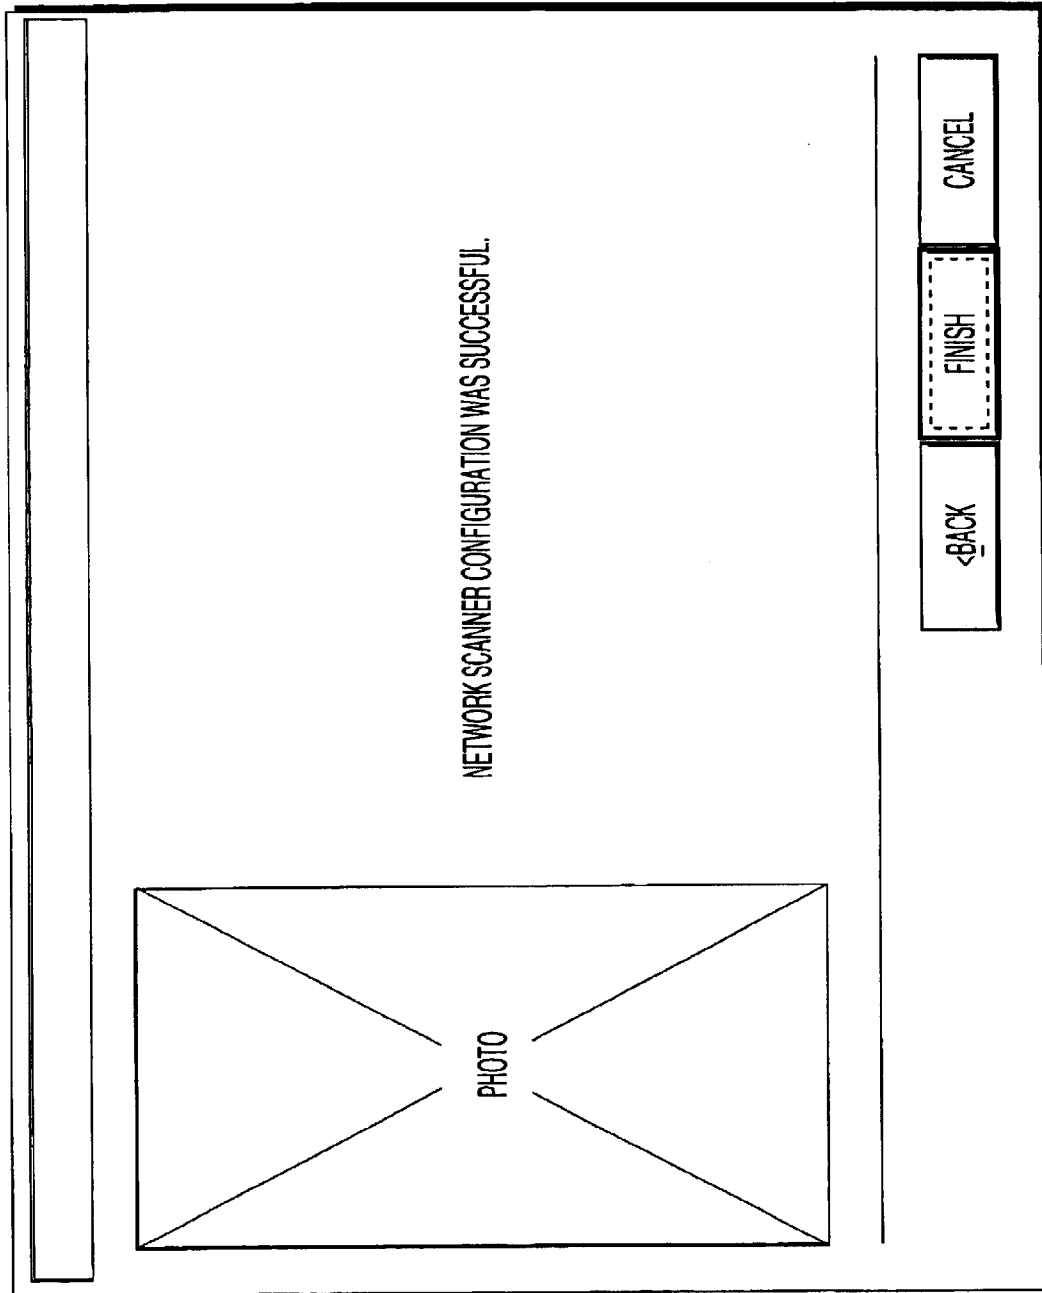 NETWORK SCANNER CONFIGURATION WAS SUCCESSFUL.
PHOTO
<BACK
FINISH
CANCEL